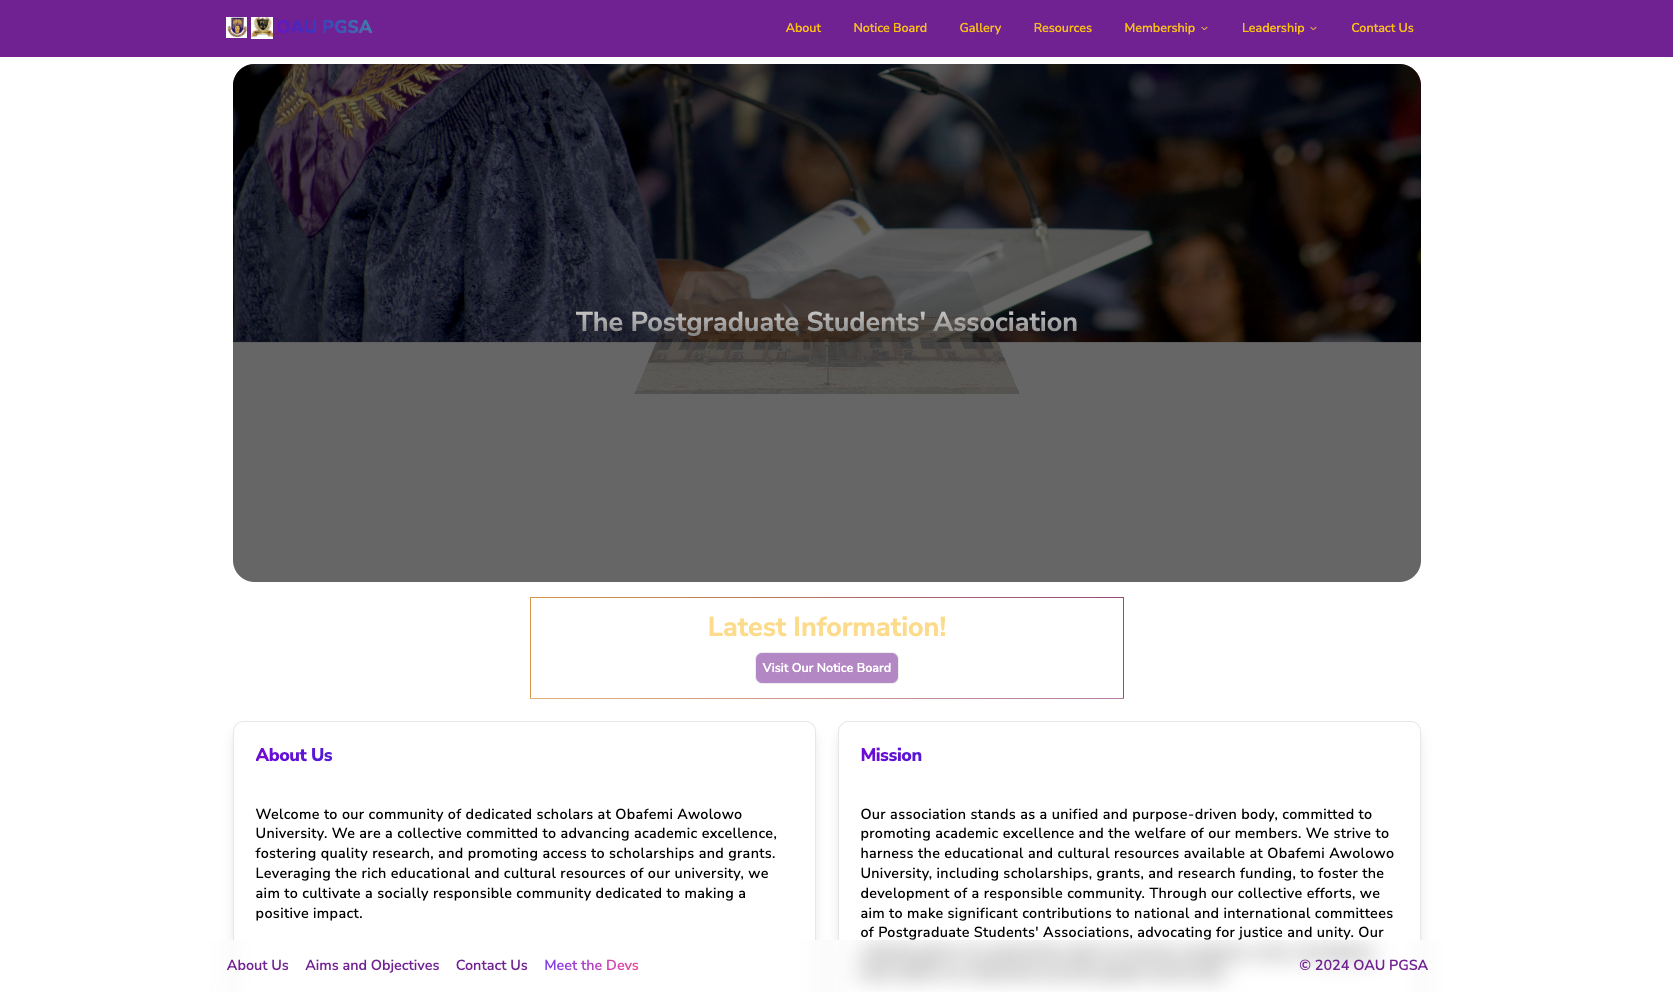 OAU PGSA
About
Notice Board
Gallery
Resources
Membership
Leadership
Contact Us
The Postgraduate Students' Association
Latest Information!
Visit Our Notice Board
About Us
Welcome to our community of dedicated scholars at Obafemi Awolowo
University. We are a collective committed to advancing academic excellence,
fostering quality research, and promoting access to scholarships and grants.
Leveraging the rich educational and cultural resources of our university, we
aim to cultivate a socially responsible community dedicated to making a
positive impact.
Mission
Our association stands as a unified and purpose-driven body, committed to
promoting academic excellence and the welfare of our members. We strive to
harness the educational and cultural resources available at Obafemi Awolowo
University, including scholarships, grants, and research funding, to foster the
development of a responsible community. Through our collective efforts, we
aim to make significant contributions to national and international committees
of Postgraduate Students' Associations, advocating for justice and unity. Our
About Us
Aims and Objectives
Contact Us
Meet the Devs
© 2024 OAU PGSA